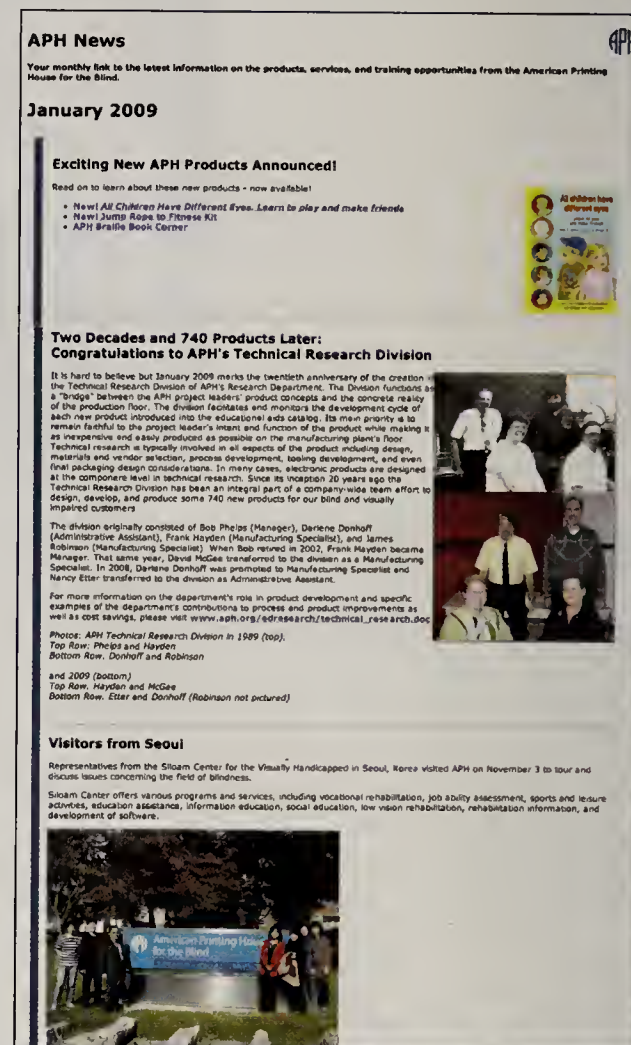 APH News
APH
Your monthly link to the latest information on the products, services, and training opportunities from the American Printing
House for the Blind.
January 2009
Exciting New APH Products Announced!
Read on to learn about these new products - now available!
• New! All Children Have Different Eyes. Learn to play and make friends
• New! Jump Rope to Fitness Kit
• APH Braille Book Corner
All children have
different eyes
Two Decades and 740 Products Later:
Congratulations to APH's Technical Research Division
It is hard to believe but January 2009 marks the twentieth anniversary of the creation
the Technical Research Division of APH's Research Department. The Division functions as
a "bridge" between the APH project leaders' product concepts and the concrete reality
of the production floor. The division facilitates and monitors the development cycle of
each new product introduced into the educational aids catalog. Its main priority is to
remain faithful to the project leader's intent and function of the product while making it
as inexpensive and easily produced as possible on the manufacturing plant's floor
Technical research is typically involved in all aspects of the product including design,
materials and vendor selection, process development, tooling development, and even
final packaging design considerations. In many cases, electronic products are designed
at the component level in technical research. Since its inception 20 years ago the
Technical Research Division has been an integral part of a company-wide team effort to
design, develop, and produce some 740 new products for our blind and visually
impaired customers
The division originally consisted of Bob Phelps (Manager), Darlene Donhoff
(Administrative Assistant), Frank Hayden (Manufacturing Specialist), and James
Robinson (Manufacturing Specialist) When Bob retired in 2002, Frank Hayden became
Manager. That same year, David McGee transferred to the division as a Manufacturing
Specialist. In 2008, Darlene Donhoff was promoted to Manufacturing Specialist and
Nancy Etter transferred to the division as Administrative Assistant.
For more information on the department's role in product development and specific
examples of the department's contributions to process and product improvements as
well as cost savings, please visit www.aph.org/edresearch/technical_research.doc
Photos: APH Technical Research Division in 1989 (top).
Top Row: Phelps and Hayden
Bottom Row. Donhoff and Robinson
and 2009 (bottom)
Top Row. Hayden and McGee
Bottom Row. Etter and Donhoff (Robinson not pictured)
Visitors from Seoul
Representatives from the Siloam Center for the Visually Handicapped in Seoul, Korea visited APH on November 3 to tour and
discuss issues concerning the field of blindness.
Siloam Center offers various programs and services, including vocational rehabilitation, job ability assessment, sports and leisure
activities, education assistance, information education, social education, low vision rehabilitation, rehabilitation information, and
development of software.
American Printing House
for the Blind